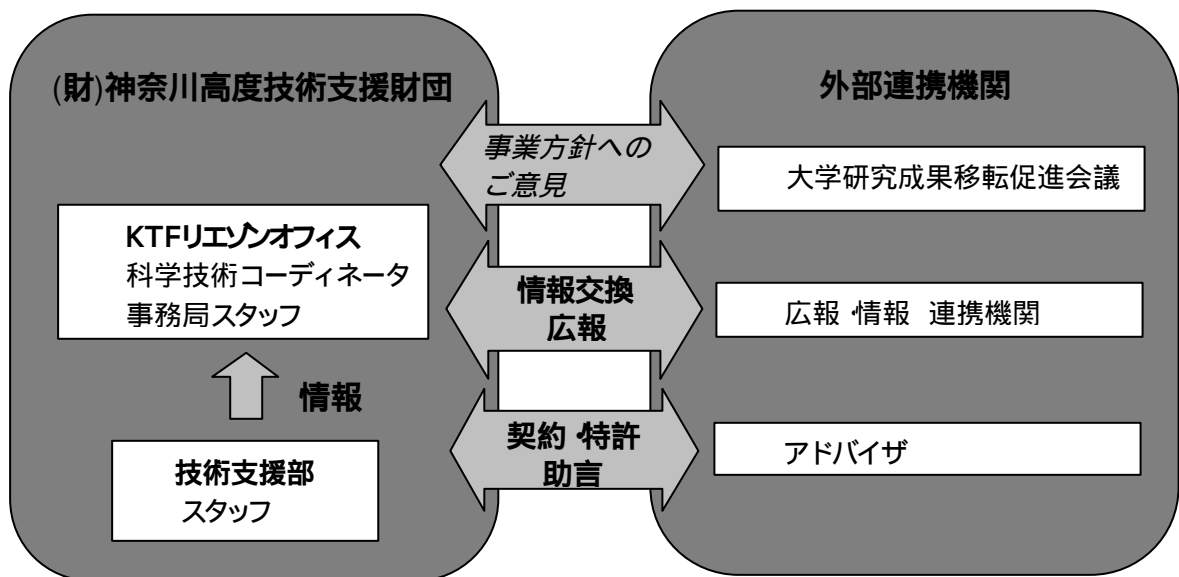 (財)神奈川高度技術支援財団
KTFリエゾンオフィス
科学技術コーディネータ
事務局スタッフ
情報
技術支援部
スタッフ
事業方針への
ご意見
情報交換
広報
契約・特許
助言
外部連携機関
大学研究成果移転促進会議
広報・情報 連携機関
アドバイザ